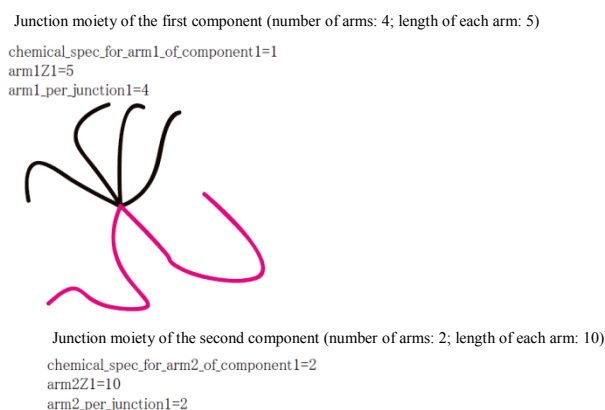 Junction moiety of the first component (number of arms: 4; length of each arm: 5)
chemical_spec_for_arm1_of_component1=1
arm1Z1=5
arm1_per_junction1=4
Junction moiety of the second component (number of arms: 2; length of each arm: 10)
chemical_spec_for_arm2_of_component1=2
arm2Z1=10
arm2_per_junction1=2